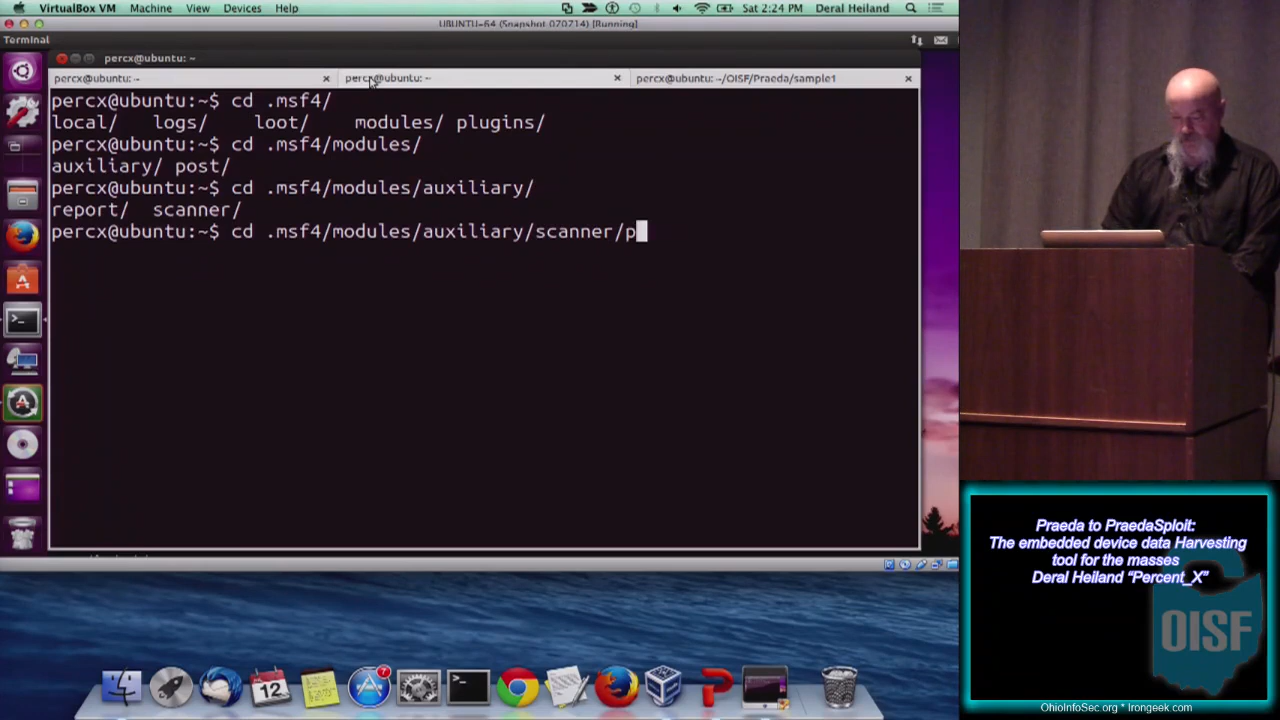 VirtualBox VM Machine View Devices Help
Sat 2:24 PM Deral Heiland
UBUNTU-64 (Snapshot 070714) [Running]
Terminal
percx@ubuntu: ~
percx@ubuntu: ~
percx@ubuntu: ~
percx@ubuntu: ~/OISF/Praeda/sample1
percx@ubuntu:~$ cd .msf4/
local/ logs/ loot/ modules/ plugins/
percx@ubuntu:~$ cd .msf4/modules/
auxiliary/ post/
percx@ubuntu:~$ cd .msf4/modules/auxiliary/
report/ scanner/
percx@ubuntu:~$ cd .msf4/modules/auxiliary/scanner/p
12
7
Praeda to PraedaSploit:
The embedded device data Harvesting
tool for the masses
Deral Heiland “Percent_X”
OISF
OhioInfoSec.org * Irongeek.com